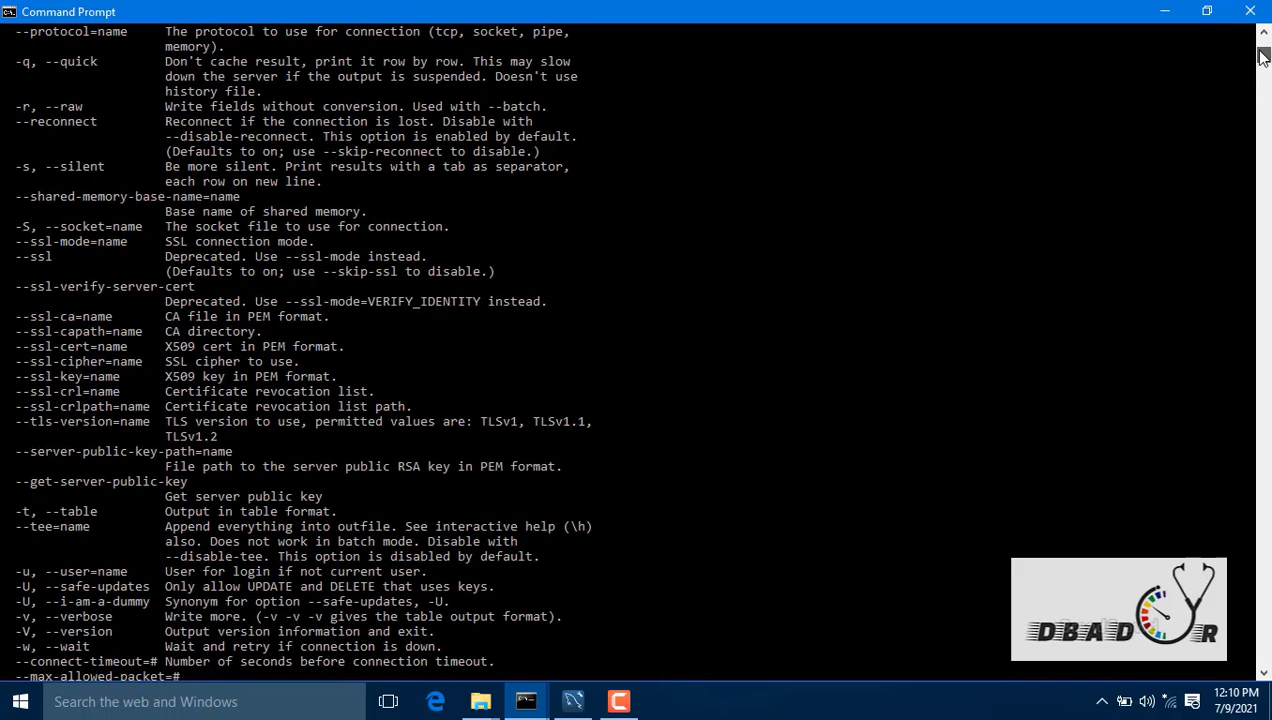 Command Prompt
--protocol=name The protocol to use for connection (tcp, socket, pipe,
memory).
-q, --quick Don't cache result, print it row by row. This may slow
down the server if the output is suspended. Doesn't use
history file.
-r, --raw Write fields without conversion. Used with --batch.
--reconnect Reconnect if the connection is lost. Disable with
--disable-reconnect. This option is enabled by default.
(Defaults to on; use --skip-reconnect to disable.)
-s, --silent Be more silent. Print results with a tab as separator,
each row on new line.
--shared-memory-base-name=name
Base name of shared memory.
-S, --socket=name The socket file to use for connection.
--ssl-mode=name SSL connection mode.
--ssl Deprecated. Use --ssl-mode instead.
(Defaults to on; use --skip-ssl to disable.)
--ssl-verify-server-cert
Deprecated. Use --ssl-mode=VERIFY_IDENTITY instead.
--ssl-ca=name CA file in PEM format.
--ssl-capath=name CA directory.
--ssl-cert=name X509 cert in PEM format.
--ssl-cipher=name SSL cipher to use.
--ssl-key=name X509 key in PEM format.
--ssl-crl=name Certificate revocation list.
--ssl-crlpath=name Certificate revocation list path.
--tls-version=name TLS version to use, permitted values are: TLSv1, TLSv1.1,
TLSv1.2
--server-public-key-path=name
File path to the server public RSA key in PEM format.
--get-server-public-key
Get server public key
-t, --table Output in table format.
--tee=name Append everything into outfile. See interactive help (\h)
also. Does not work in batch mode. Disable with
--disable-tee. This option is disabled by default.
-u, --user=name User for login if not current user.
-U, --safe-updates Only allow UPDATE and DELETE that uses keys.
-U, --i-am-a-dummy Synonym for option --safe-updates, -U.
-v, --verbose Write more. (-v -v -v gives the table output format).
-V, --version Output version information and exit.
-w, --wait Wait and retry if connection is down.
--connect-timeout=# Number of seconds before connection timeout.
--max-allowed-packet=#
DBA DR
Search the web and Windows
12:10 PM
7/9/2021